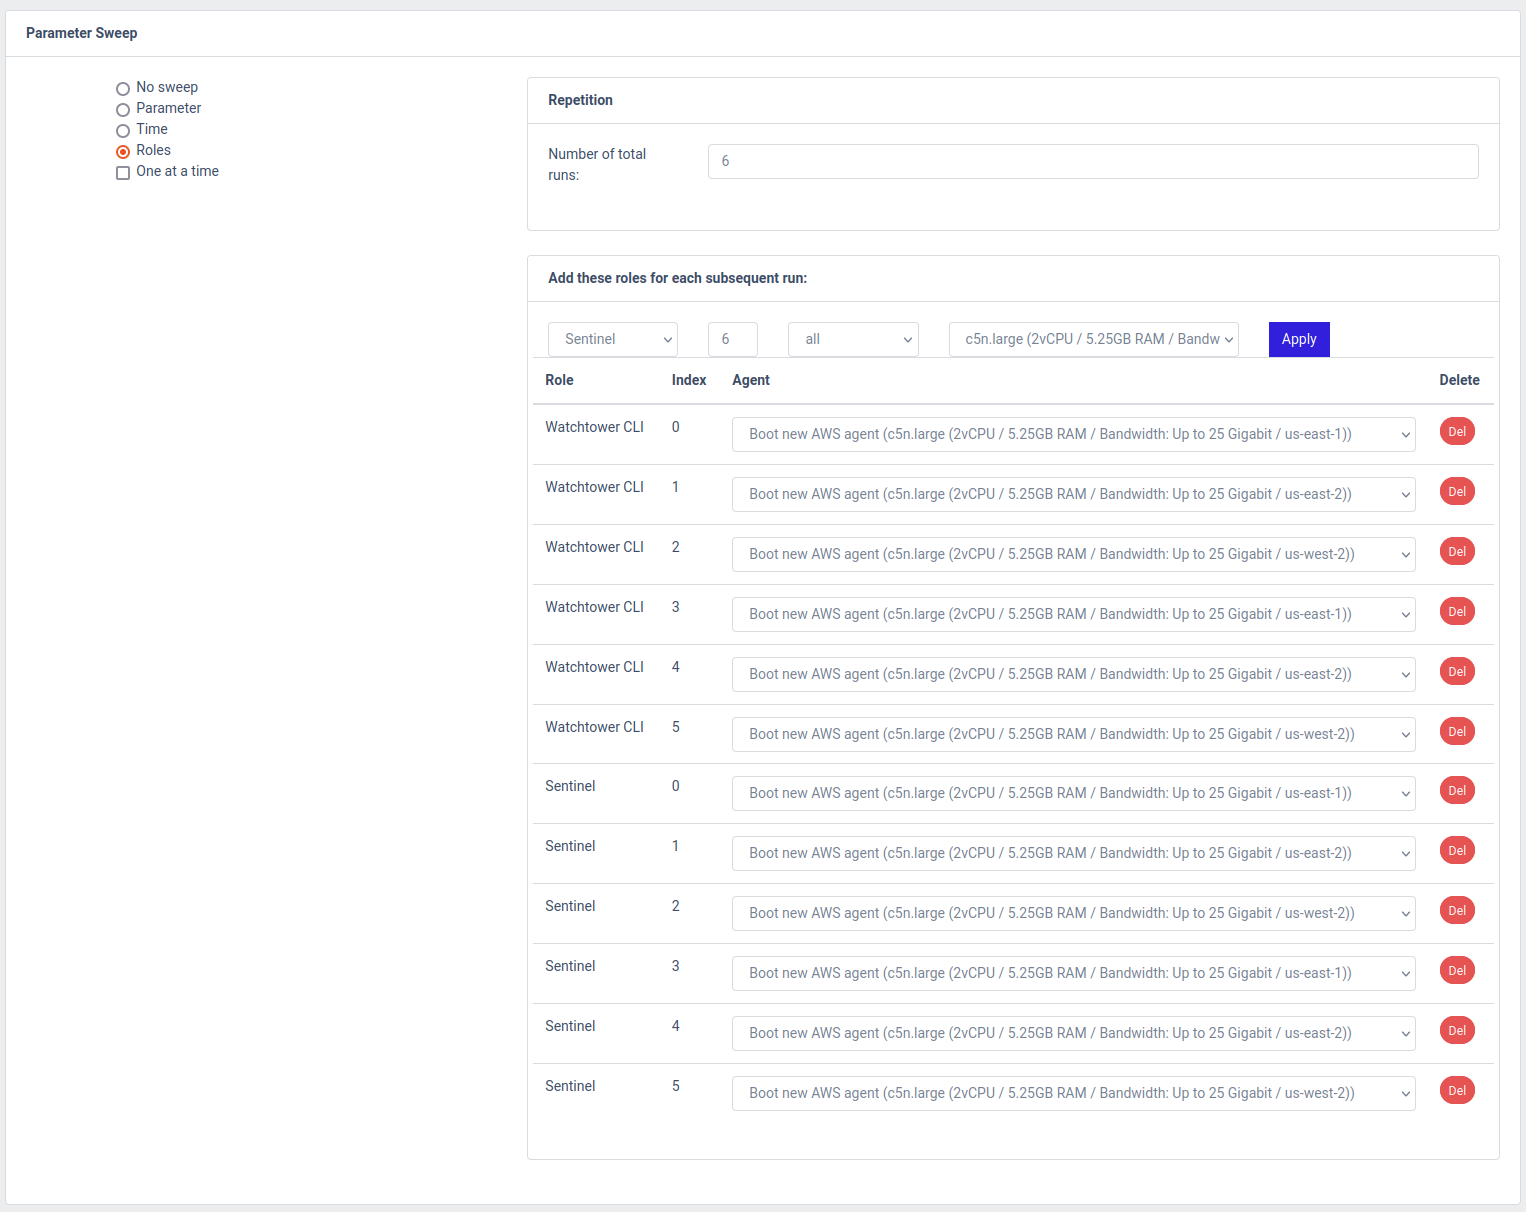 Parameter Sweep
No sweep
Parameter
Time
Roles
One at a time
Repetition
Number of total
runs:
6
Add these roles for each subsequent run:
Sentinel 6 all c5n.large (2vCPU / 5.25GB RAM / Bandw Apply
Role Index Agent Delete
Watchtower CLI 0 Boot new AWS agent (c5n.large (2vCPU / 5.25GB RAM / Bandwidth: Up to 25 Gigabit / us-east-1)) Del
Watchtower CLI 1 Boot new AWS agent (c5n.large (2vCPU / 5.25GB RAM / Bandwidth: Up to 25 Gigabit / us-east-2)) Del
Watchtower CLI 2 Boot new AWS agent (c5n.large (2vCPU / 5.25GB RAM / Bandwidth: Up to 25 Gigabit / us-west-2)) Del
Watchtower CLI 3 Boot new AWS agent (c5n.large (2vCPU / 5.25GB RAM / Bandwidth: Up to 25 Gigabit / us-east-1)) Del
Watchtower CLI 4 Boot new AWS agent (c5n.large (2vCPU / 5.25GB RAM / Bandwidth: Up to 25 Gigabit / us-east-2)) Del
Watchtower CLI 5 Boot new AWS agent (c5n.large (2vCPU / 5.25GB RAM / Bandwidth: Up to 25 Gigabit / us-west-2)) Del
Sentinel 0 Boot new AWS agent (c5n.large (2vCPU / 5.25GB RAM / Bandwidth: Up to 25 Gigabit / us-east-1)) Del
Sentinel 1 Boot new AWS agent (c5n.large (2vCPU / 5.25GB RAM / Bandwidth: Up to 25 Gigabit / us-east-2)) Del
Sentinel 2 Boot new AWS agent (c5n.large (2vCPU / 5.25GB RAM / Bandwidth: Up to 25 Gigabit / us-west-2)) Del
Sentinel 3 Boot new AWS agent (c5n.large (2vCPU / 5.25GB RAM / Bandwidth: Up to 25 Gigabit / us-east-1)) Del
Sentinel 4 Boot new AWS agent (c5n.large (2vCPU / 5.25GB RAM / Bandwidth: Up to 25 Gigabit / us-east-2)) Del
Sentinel 5 Boot new AWS agent (c5n.large (2vCPU / 5.25GB RAM / Bandwidth: Up to 25 Gigabit / us-west-2)) Del